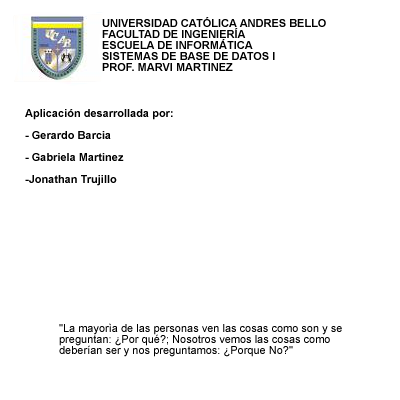 UCAB
UNIVERSIDAD CATÓLICA ANDRES BELLO
FACULTAD DE INGENIERÍA
ESCUELA DE INFORMÁTICA
SISTEMAS DE BASE DE DATOS I
PROF. MARVI MARTINEZ
Aplicación desarrollada por:
- Gerardo Barcia
- Gabriela Martinez
-Jonathan Trujillo
"La mayoria de las personas ven las cosas como son y se
preguntan: ¿Por qué?; Nosotros vemos las cosas como
deberían ser y nos preguntamos: ¿Porque No?"